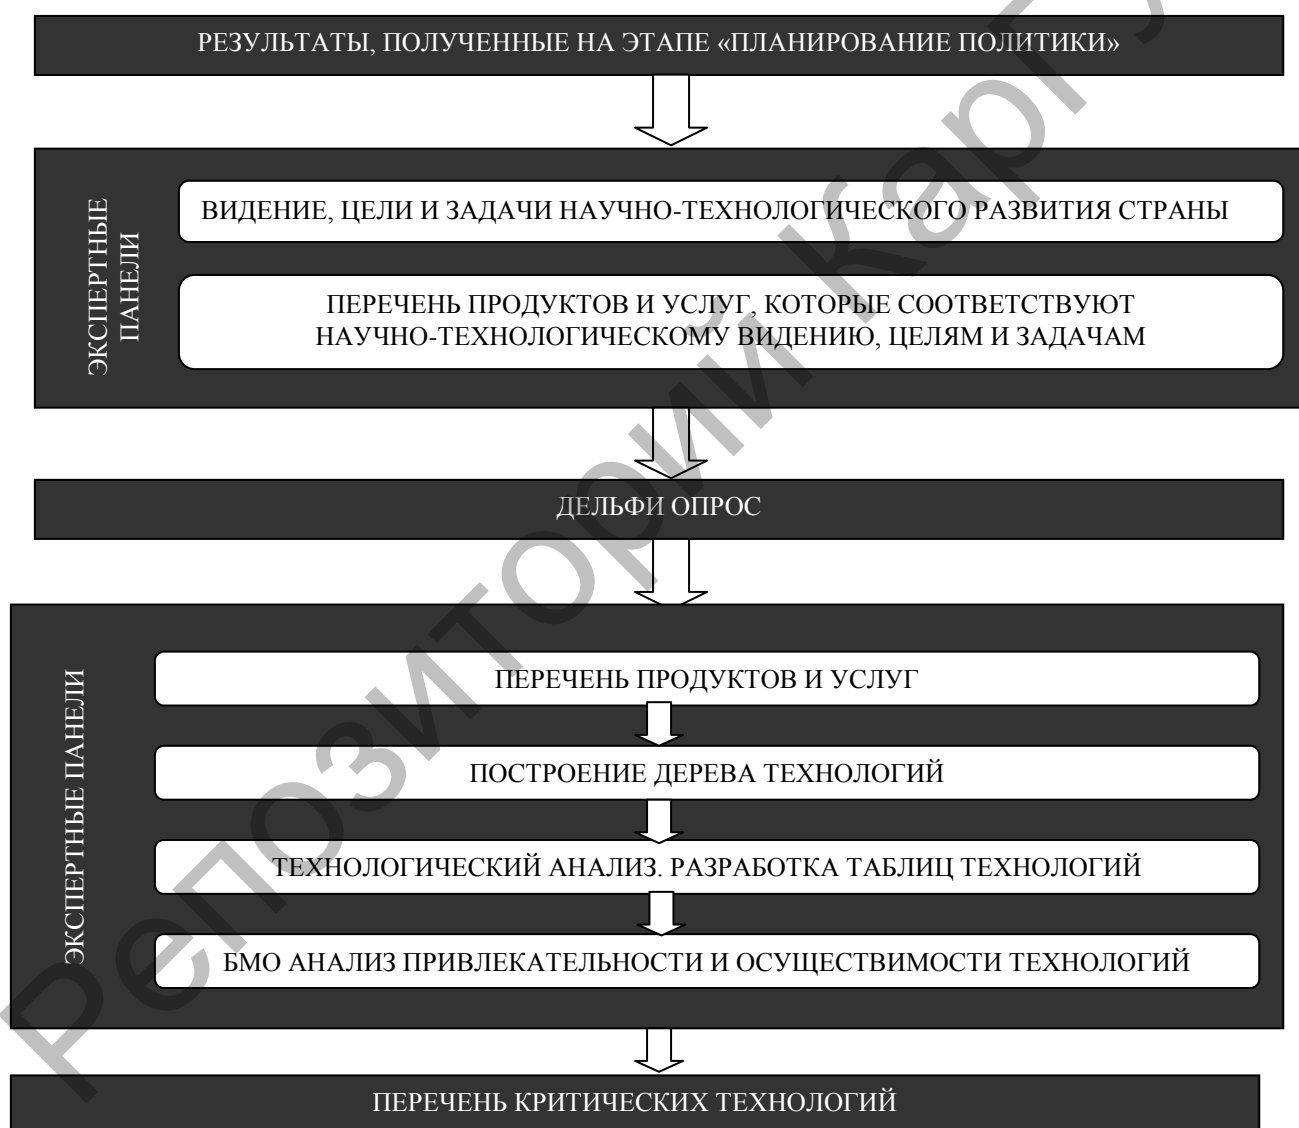 РЕЗУЛЬТАТЫ, ПОЛУЧЕННЫЕ НА ЭТАПЕ «ПЛАНИРОВАНИЕ ПОЛИТИКИ»
ЭКСПЕРТНЫЕ
ПАНЕЛИ
ВИДЕНИЕ, ЦЕЛИ И ЗАДАЧИ НАУЧНО-ТЕХНОЛОГИЧЕСКОГО РАЗВИТИЯ СТРАНЫ
ПЕРЕЧЕНЬ ПРОДУКТОВ И УСЛУГ, КОТОРЫЕ СООТВЕТСТВУЮТ
НАУЧНО-ТЕХНОЛОГИЧЕСКОМУ ВИДЕНИЮ, ЦЕЛЯМ И ЗАДАЧАМ
ДЕЛЬФИ ОПРОС
ЭКСПЕРТНЫЕ ПАНЕЛИ
ПЕРЕЧЕНЬ ПРОДУКТОВ И УСЛУГ
ПОСТРОЕНИЕ ДЕРЕВА ТЕХНОЛОГИЙ
ТЕХНОЛОГИЧЕСКИЙ АНАЛИЗ. РАЗРАБОТКА ТАБЛИЦ ТЕХНОЛОГИЙ
БМО АНАЛИЗ ПРИВЛЕКАТЕЛЬНОСТИ И ОСУЩЕСТВИМОСТИ ТЕХНОЛОГИЙ
ПЕРЕЧЕНЬ КРИТИЧЕСКИХ ТЕХНОЛОГИЙ
Репозиторий